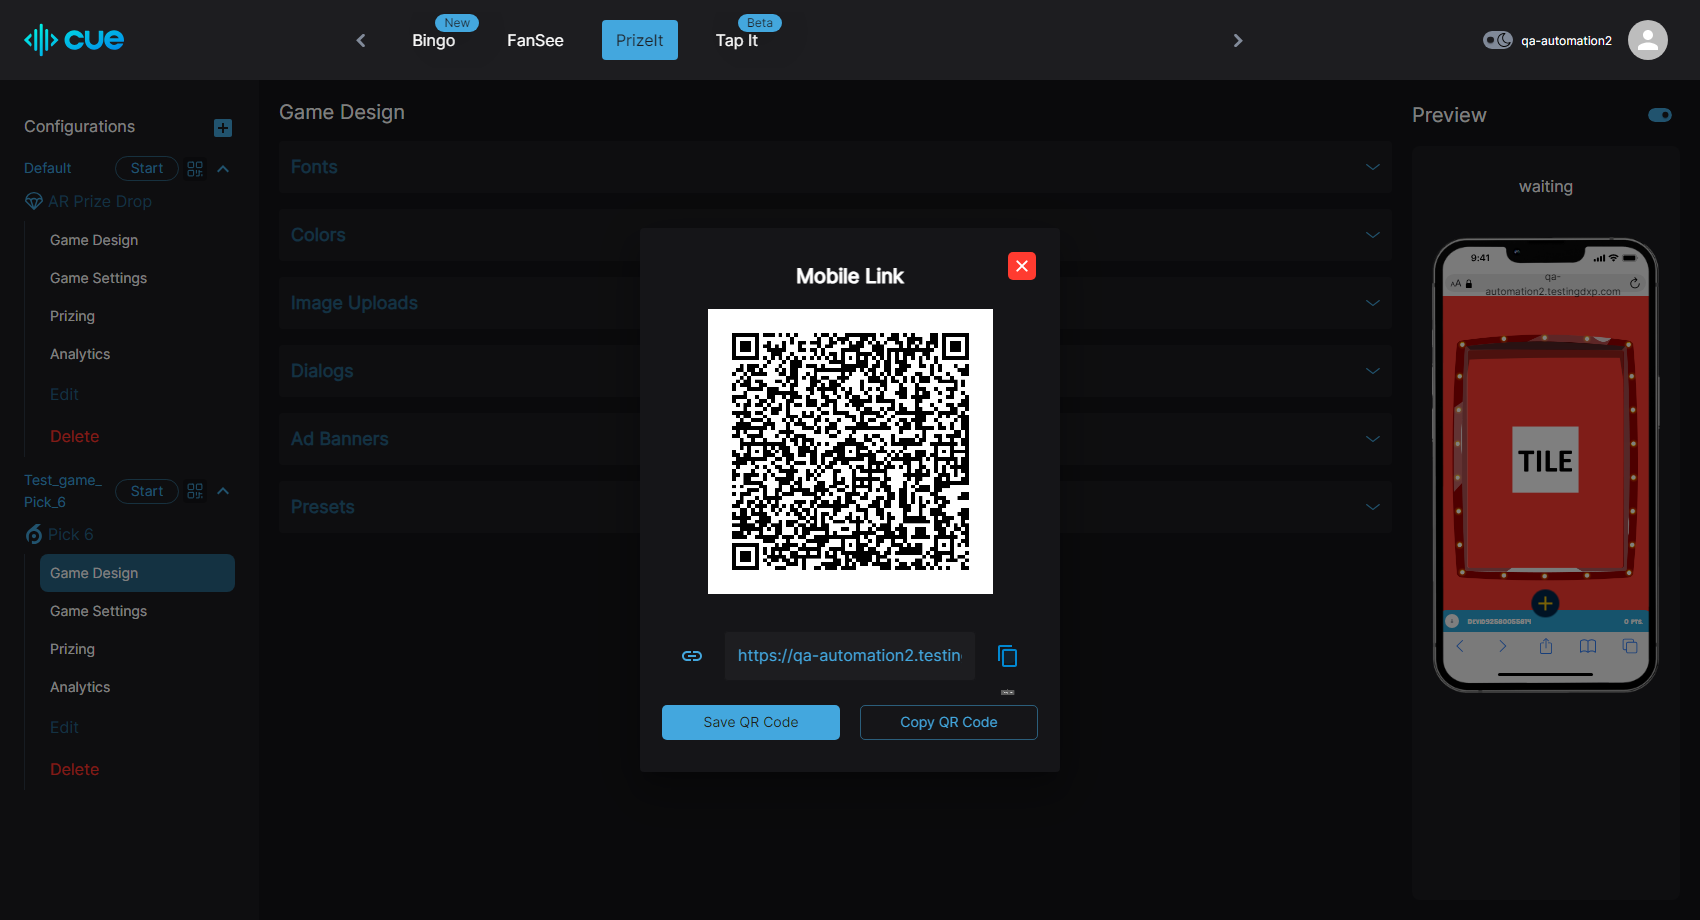 cue
New
Bingo
FanSee
PrizeIt
Beta
Tap It
qa-automation2
Configurations
Default
Start
AR Prize Drop
Game Design
Game Settings
Prizing
Analytics
Edit
Delete
Test_game_
Pick_6
Start
Pick 6
Game Design
Game Settings
Prizing
Analytics
Edit
Delete
Game Design
Fonts
Colors
Image Uploads
Dialogs
Ad Banners
Presets
Mobile Link
https://qa-automation2.testin
Save QR Code
Copy QR Code
Preview
waiting
9:41
AA
qa-
automation2.testingdxp.com
TILE
0 PTS.